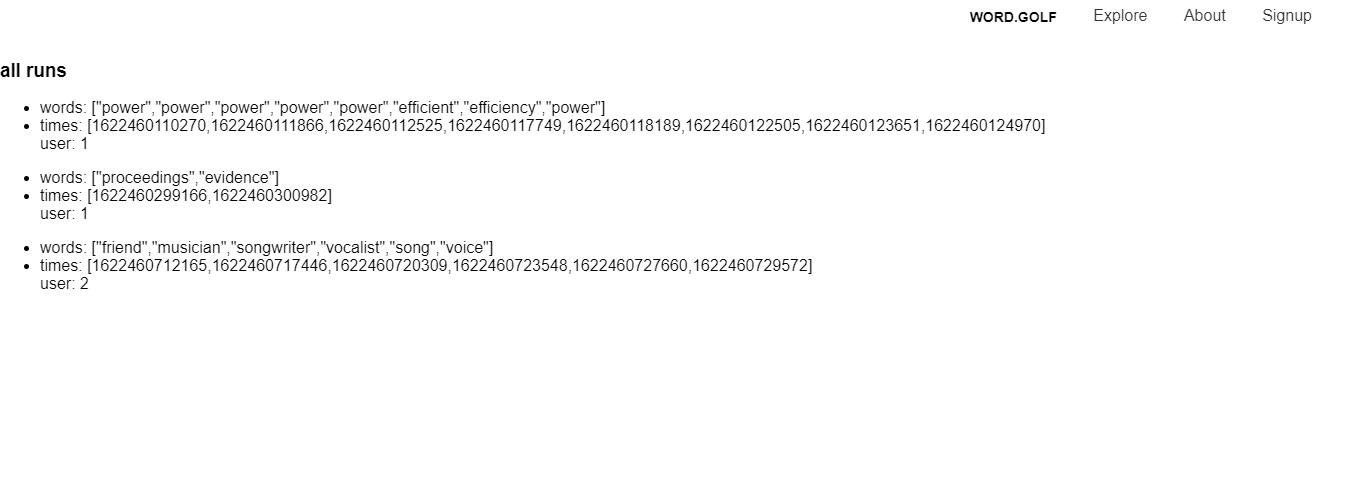 WORD.GOLF Explore About Signup
all runs
words: ["power","power","power","power","power","efficient","efficiency","power"]
times: [1622460110270,1622460111866,1622460112525,1622460117749,1622460118189,1622460122505,1622460123651,1622460124970]
user: 1
words: ["proceedings","evidence"]
times: [1622460299166,1622460300982]
user: 1
words: ["friend","musician","songwriter","vocalist","song","voice"]
times: [1622460712165,1622460717446,1622460720309,1622460723548,1622460727660,1622460729572]
user: 2